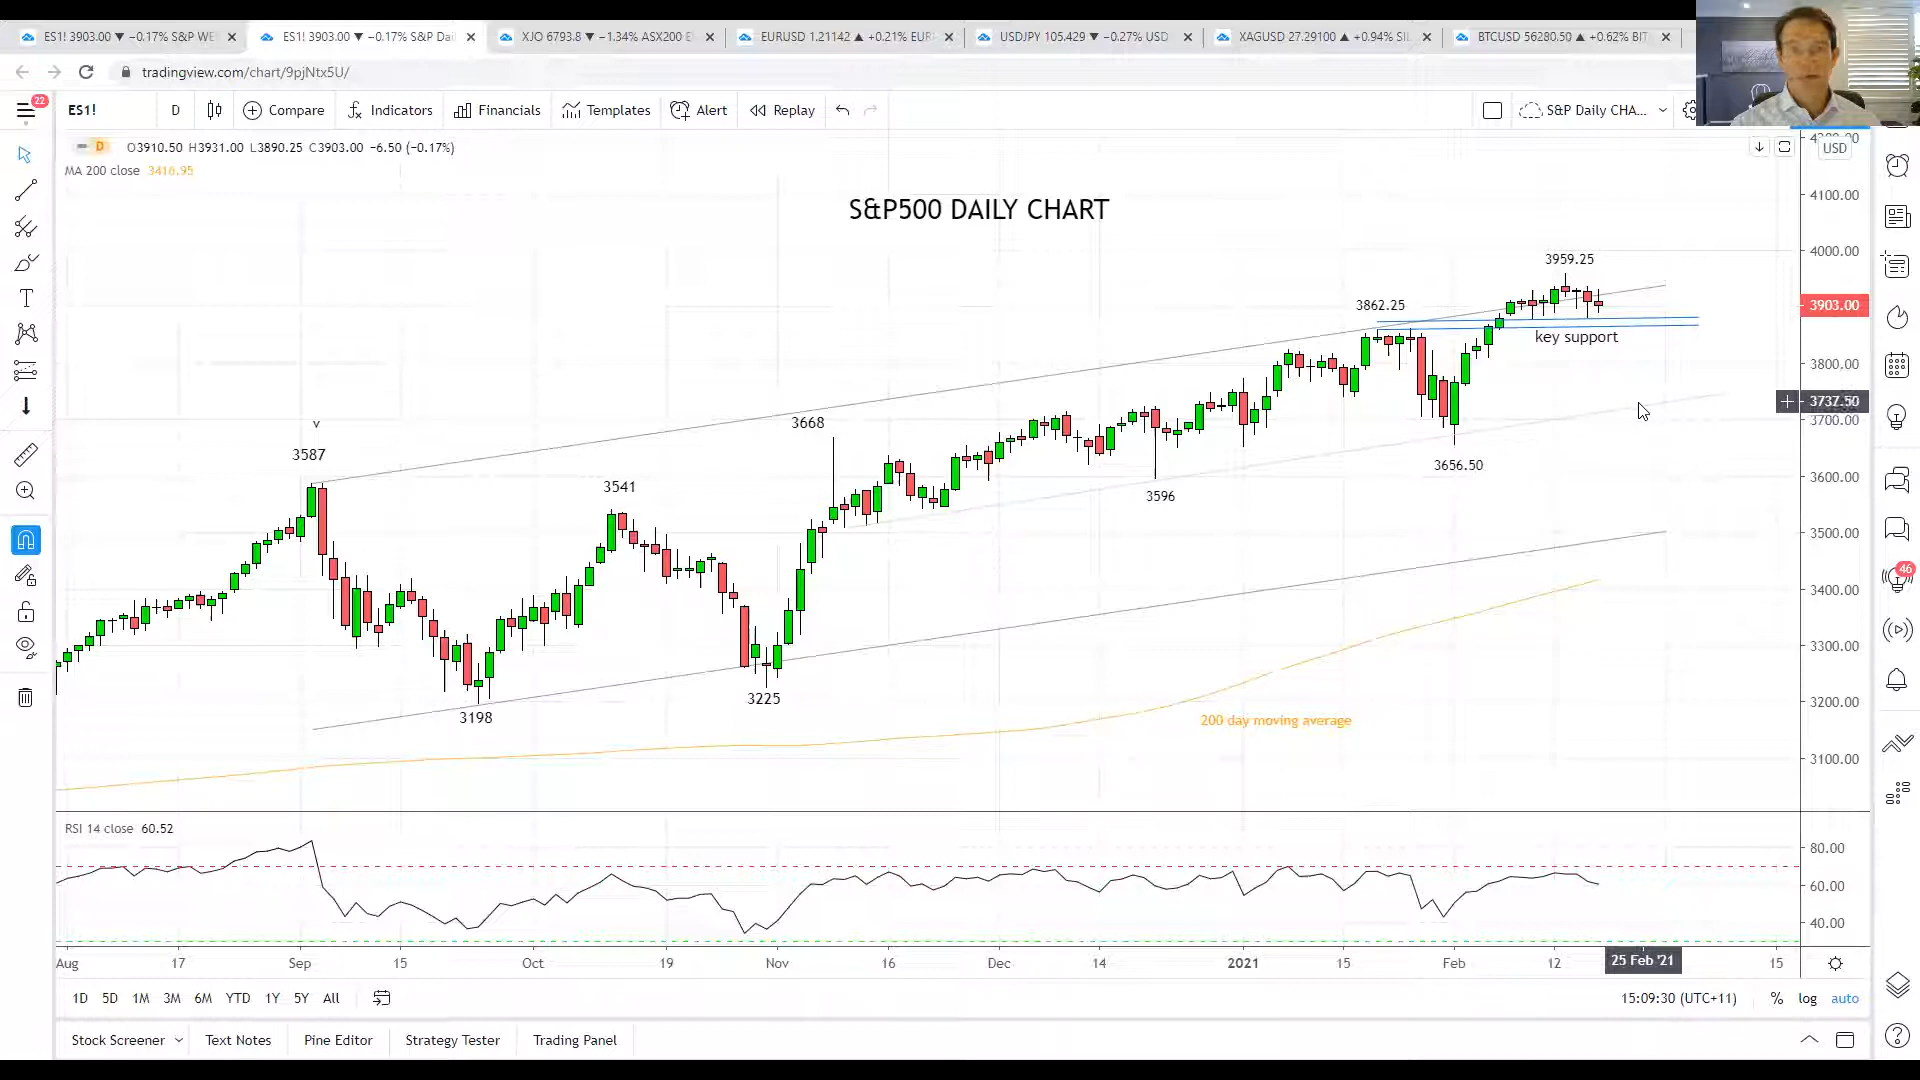 ES1! 3903.00 ▼ −0.17% S&P WE
ES1! 3903.00 ▼ −0.17% S&P Dai
XJO 6793.8 ▼ −1.34% ASX200
EURUSD 1.21142 ▲ +0.21% EUR
USDJPY 105.429 ▼ −0.27% USD
XAGUSD 27.29100 ▲ +0.94% SIL
BTCUSD 56280.50 ▲ +0.62% BIT
tradingview.com/chart/9pjNtx5U/
22
ES1!
D
Compare
Indicators
Financials
Templates
Alert
Replay
S&P Daily CHA...
D
O3910.50 H3931.00 L3890.25 C3903.00 −6.50 (−0.17%)
MA 200 close 3416.95
USD
S&P500 DAILY CHART
4200.00
4100.00
4000.00
3903.00
3800.00
3737.50
3700.00
3600.00
3500.00
3400.00
3300.00
3200.00
3100.00
3959.25
3862.25
key support
v
3587
3668
3541
3656.50
3596
3198
3225
200 day moving average
46
RSI 14 close 60.52
80.00
60.00
40.00
Aug
17
Sep
15
Oct
19
Nov
16
Dec
14
2021
15
Feb
12
25 Feb '21
15
1D
5D
1M
3M
6M
YTD
1Y
5Y
All
15:09:30 (UTC+11)
%
log
auto
Stock Screener
Text Notes
Pine Editor
Strategy Tester
Trading Panel